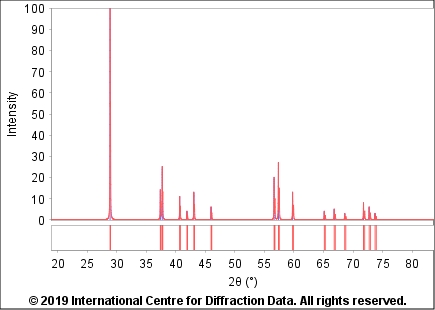 100
90
80
70
60
50
40
30
20
10
0
Intensity
20 25 30 35 40 45 50 55 60 65 70 75 80
2θ (°)
© 2019 International Centre for Diffraction Data. All rights reserved.